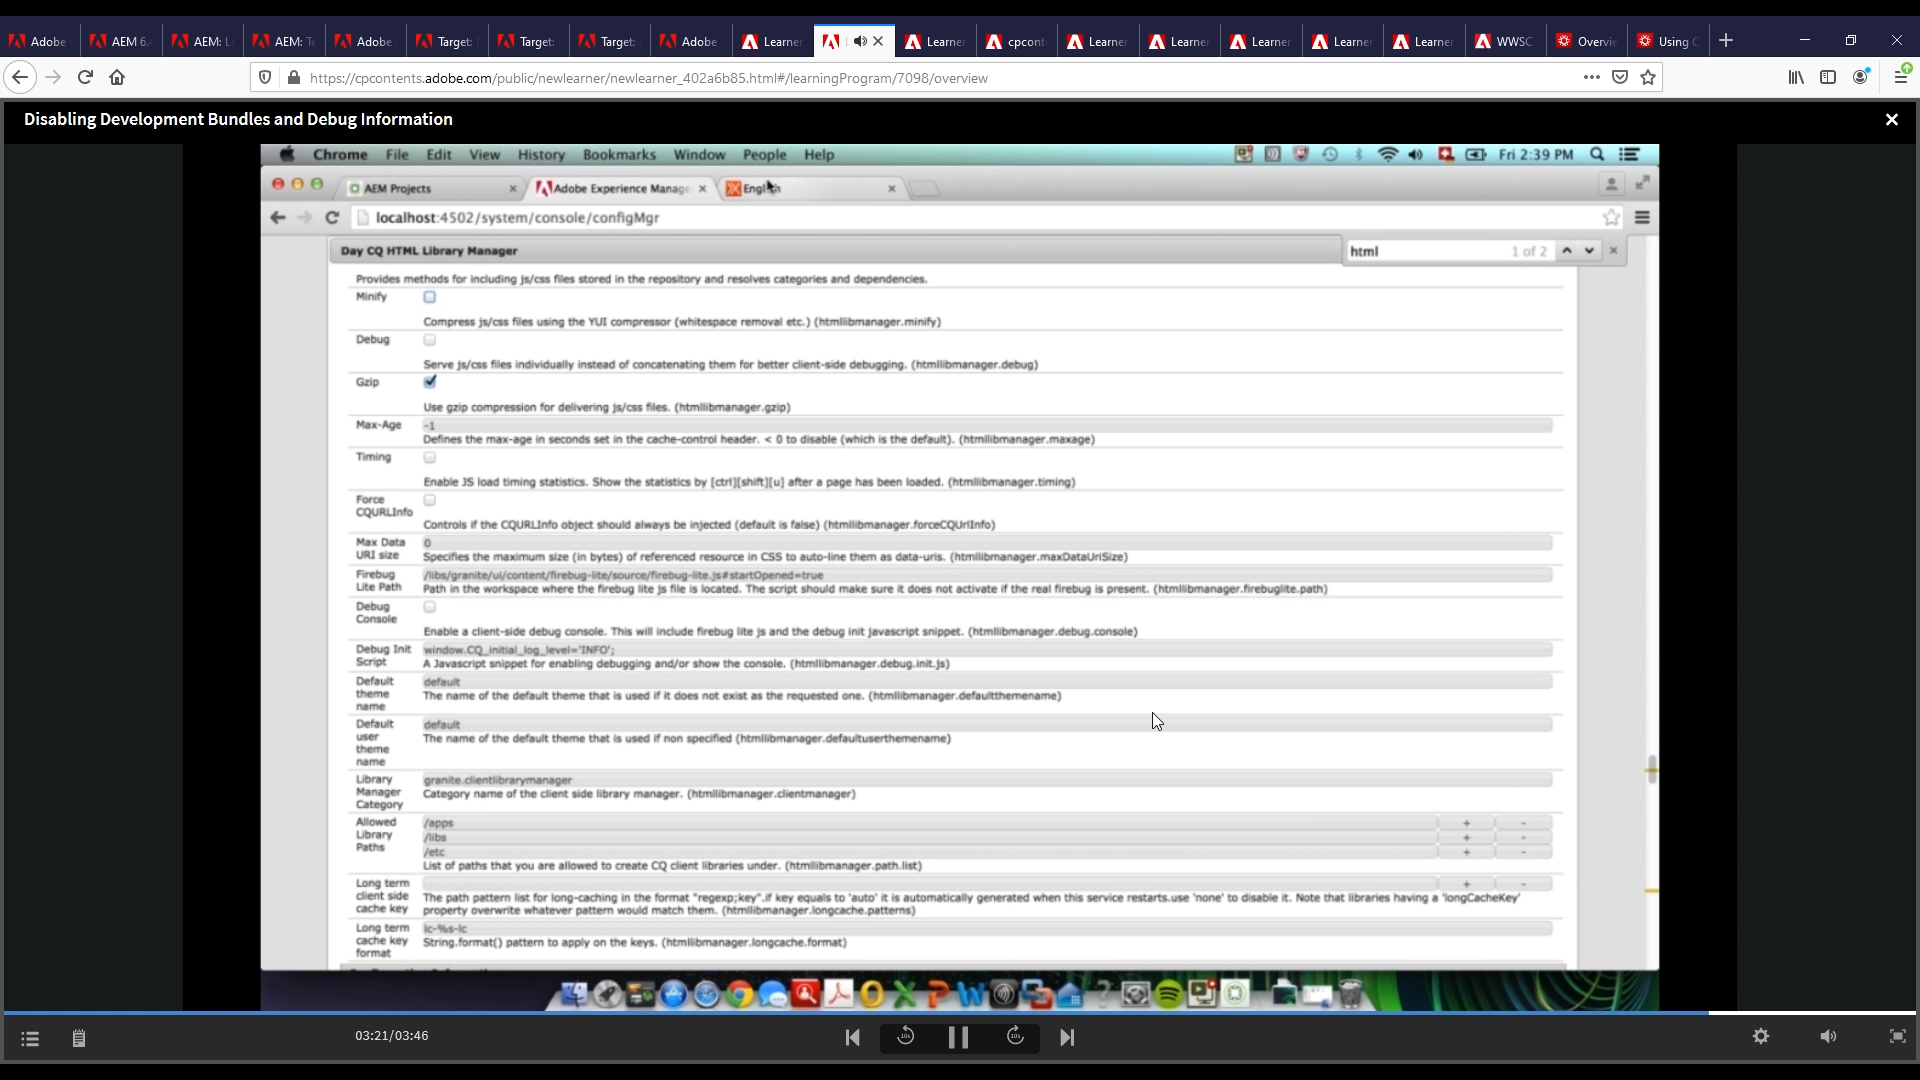 Adobe
AEM 6.
AEM: L
AEM: Te
Adobe
Target:
Target:
Target:
Adobe
Learner
Learner
cpcont
Learner
Learner
Learner
Learner
Learner
WWSC
Overvie
Using C
https://cpcontents.adobe.com/public/newlearner/newlearner_402a6b85.html#/learningProgram/7098/overview
Disabling Development Bundles and Debug Information
Chrome File Edit View History Bookmarks Window People Help
Fri 2:39 PM
AEM Projects
Adobe Experience Manage
English
localhost:4502/system/console/configMgr
Day CQ HTML Library Manager
html 1 of 2
Provides methods for including js/css files stored in the repository and resolves categories and dependencies.
Minify
Compress js/css files using the YUI compressor (whitespace removal etc.) (htmllibmanager.minify)
Debug
Serve js/css files individually instead of concatenating them for better client-side debugging. (htmllibmanager.debug)
Gzip
Use gzip compression for delivering js/css files. (htmllibmanager.gzip)
Max-Age -1
Defines the max-age in seconds set in the cache-control header. < 0 to disable (which is the default). (htmllibmanager.maxage)
Timing
Enable JS load timing statistics. Show the statistics by [ctrl][shift][u] after a page has been loaded. (htmllibmanager.timing)
Force
CQURLInfo
Controls if the CQURLInfo object should always be injected (default is false) (htmllibmanager.forceCQUrlInfo)
Max Data 0
URI size Specifies the maximum size (in bytes) of referenced resource in CSS to auto-line them as data-uris. (htmllibmanager.maxDataUriSize)
Firebug /libs/granite/ui/content/firebug-lite/source/firebug-lite.js#startOpened=true
Lite Path Path in the workspace where the firebug lite js file is located. The script should make sure it does not activate if the real firebug is present. (htmllibmanager.firebuglite.path)
Debug
Console
Enable a client-side debug console. This will include firebug lite js and the debug init javascript snippet. (htmllibmanager.debug.console)
Debug Init window.CQ_initial_log_level='INFO';
Script A Javascript snippet for enabling debugging and/or show the console. (htmllibmanager.debug.init.js)
Default default
theme The name of the default theme that is used if it does not exist as the requested one. (htmllibmanager.defaultthemename)
name
Default default
user The name of the default theme that is used if non specified (htmllibmanager.defaultuserthemename)
theme
name
Library granite.clientlibrarymanager
Manager Category name of the client side library manager. (htmllibmanager.clientmanager)
Category
Allowed /apps + -
Library /libs + -
Paths /etc + -
List of paths that you are allowed to create CQ client libraries under. (htmllibmanager.path.list)
Long term + -
client side The path pattern list for long-caching in the format "regexp;key".if key equals to 'auto' it is automatically generated when this service restarts.use 'none' to disable it. Note that libraries having a 'longCacheKey'
cache key property overwrite whatever pattern would match them. (htmllibmanager.longcache.patterns)
Long term lc-%s-lc
cache key String.format() pattern to apply on the keys. (htmllibmanager.longcache.format)
format
03:21/03:46
10s
10s